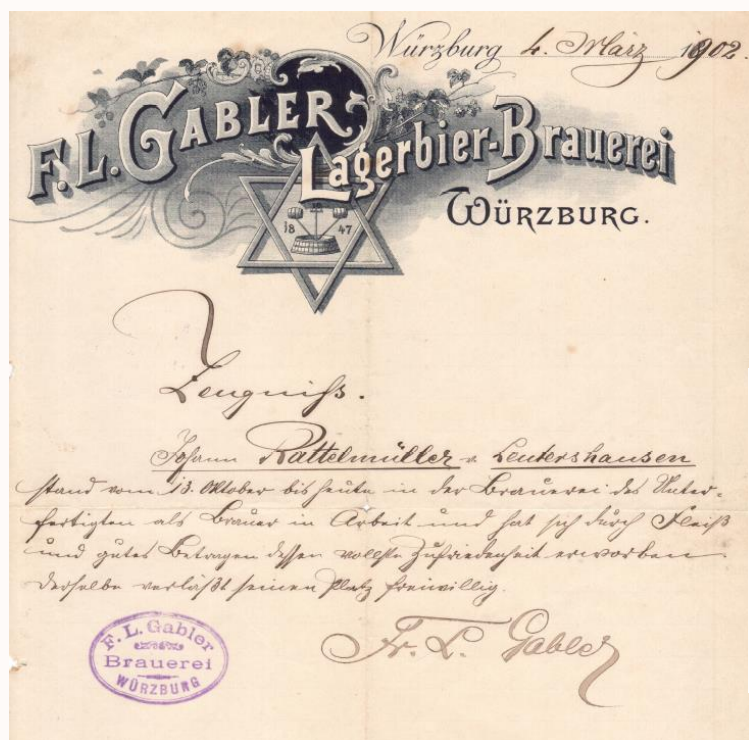 Würzburg 4. März 1902.
F. L. GABLER
Lagerbier-Brauerei
WÜRZBURG.
18 47
Zeugniß.
Johann Rattelmüller v. Leutershausen
stand vom 13. Oktober bis heute in der Brauerei des Unter-
fertigten als Brauer in Arbeit und hat sich durch Fleiß
und gutes Betragen dessen vollste Zufriedenheit erworben
Derselbe verläßt seinen Platz freiwillig.
Fr. L. Gabler
F. L. Gabler
Brauerei
WÜRZBURG